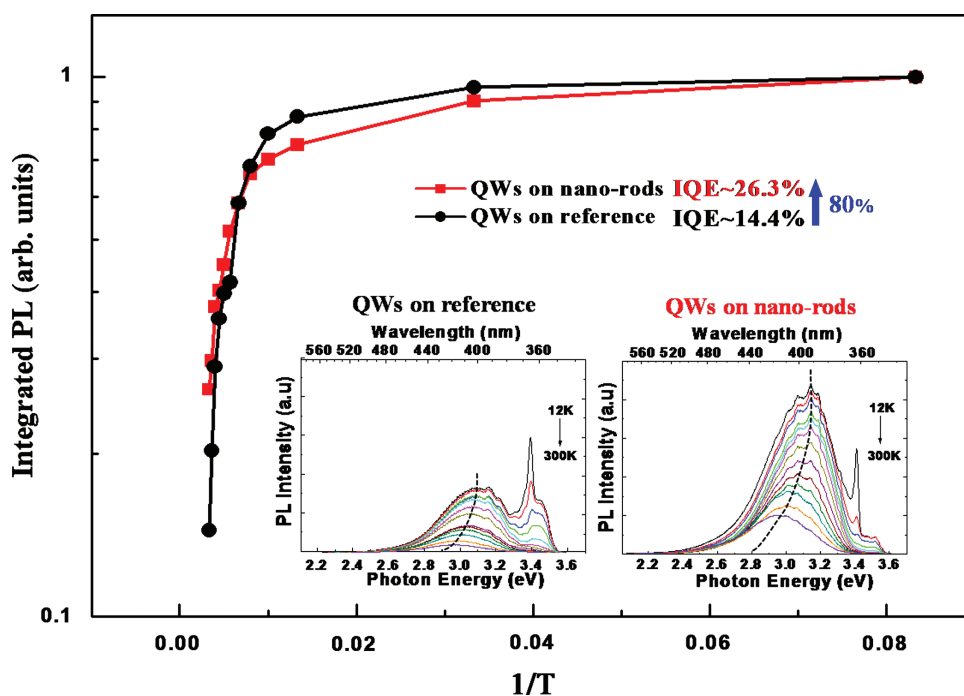 1
0.1
Integrated PL (arb. units)
QWs on nano-rods IQE~26.3%
QWs on reference IQE~14.4%
80%
QWs on reference
Wavelength (nm)
560 520 480 440 400 360
PL Intensity (a.u)
12K
300K
2.2 2.4 2.6 2.8 3.0 3.2 3.4 3.6
Photon Energy (eV)
QWs on nano-rods
Wavelength (nm)
560 520 480 440 400 360
PL Intensity (a.u)
12K
300K
2.2 2.4 2.6 2.8 3.0 3.2 3.4 3.6
Photon Energy (eV)
0.00 0.02 0.04 0.06 0.08
1/T